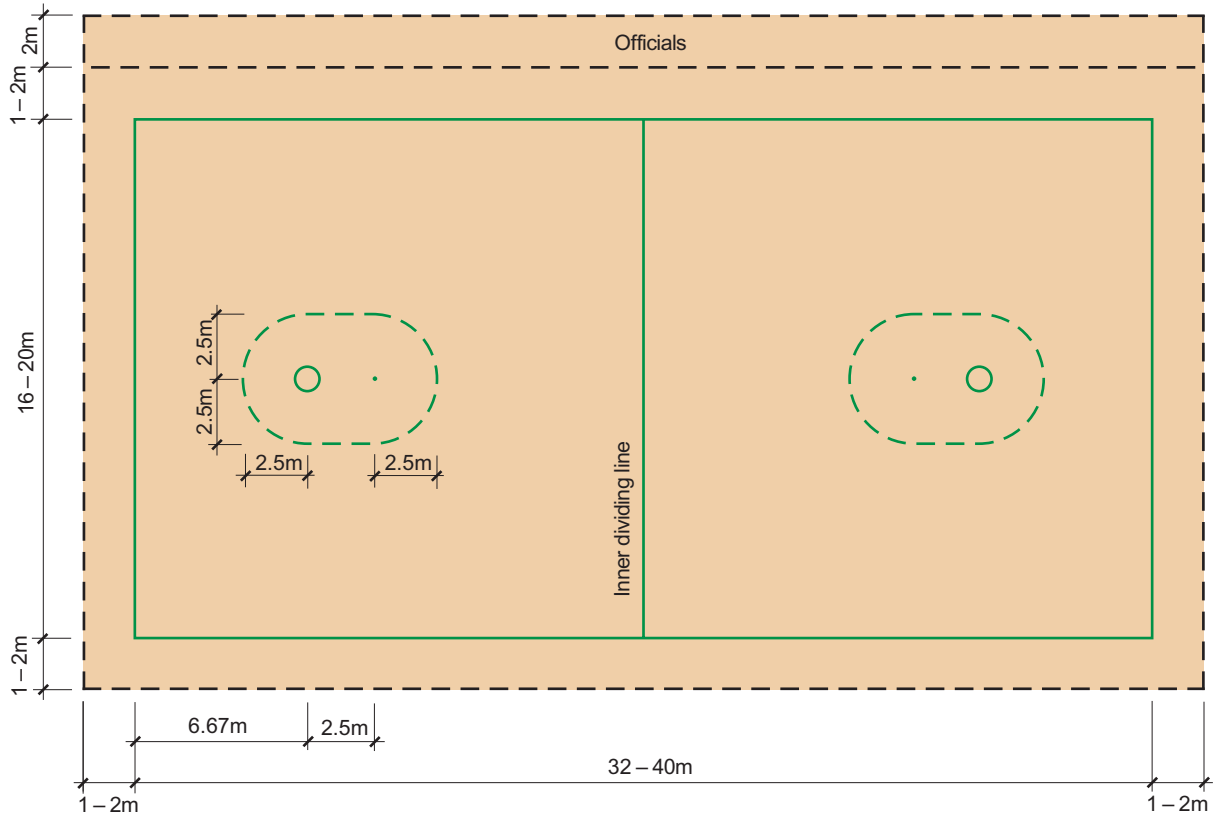 2m
Officials
1 – 2m
16 – 20m
2.5m
2.5m
2.5m
2.5m
Inner dividing line
1 – 2m
6.67m
2.5m
32 – 40m
1 – 2m
1 – 2m